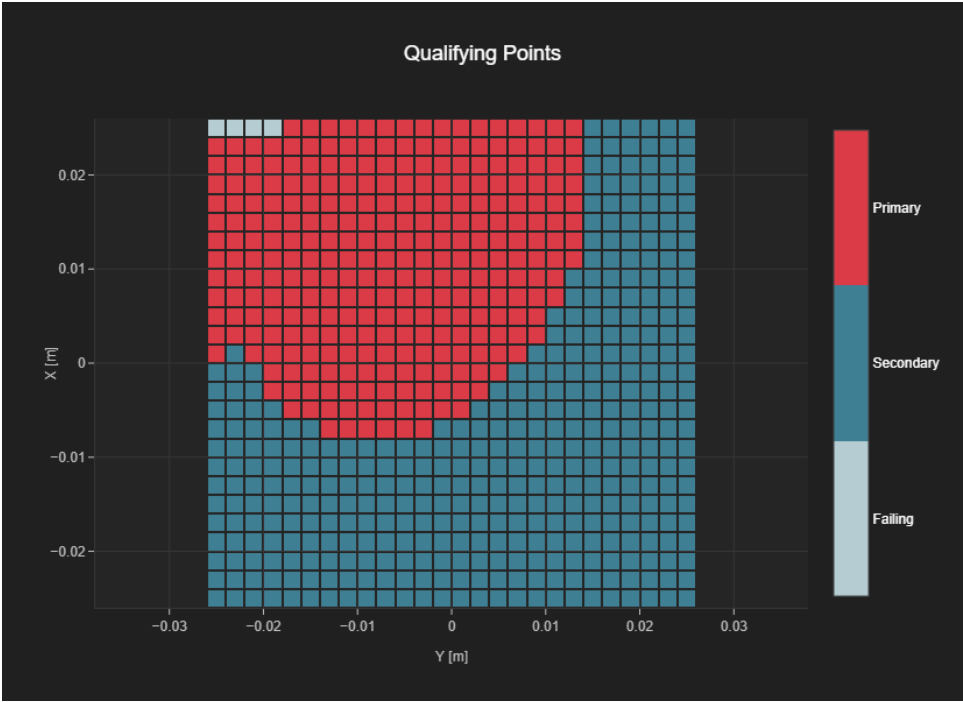 Qualifying Points
0.02
0.01
0
−0.01
−0.02
X [m]
−0.03
−0.02
−0.01
0
0.01
0.02
0.03
Y [m]
Primary
Secondary
Failing